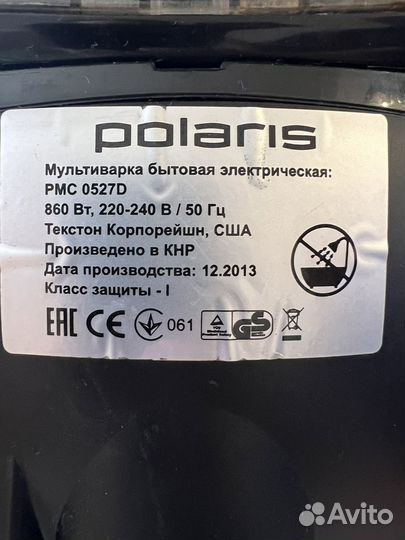 polaris
Мультиварка бытовая электрическая:
PMC 0527D
860 Вт, 220-240 В / 50 Гц
Текстон Корпорейшн, США
Произведено в КНР
Дата производства: 12.2013
Класс защиты - I
EAC CE 061 GS
Avito